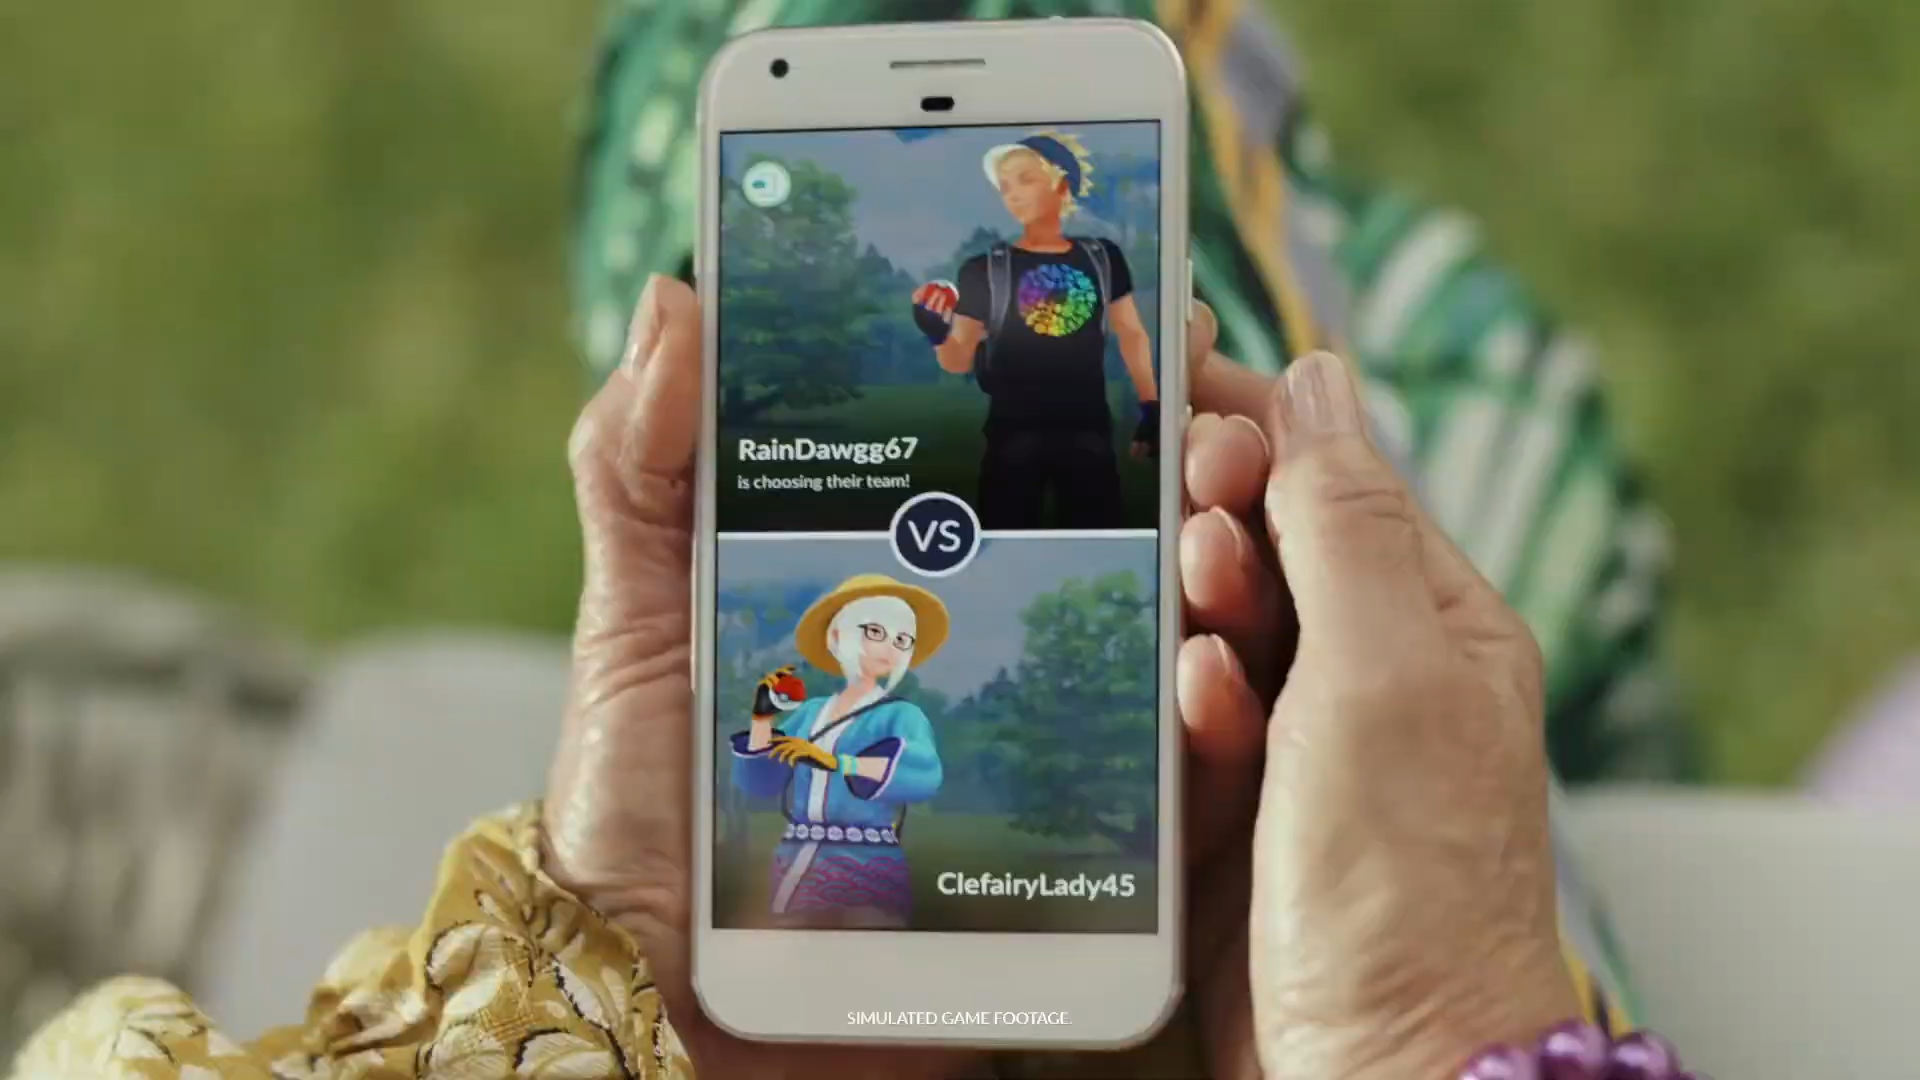 RainDawgg67
is choosing their team!
VS
ClefairyLady45
SIMULATED GAME FOOTAGE.